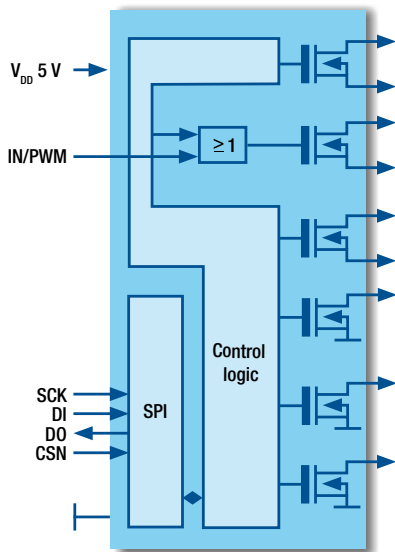 V_DD 5 V
IN/PWM
≥1
Control
logic
SCK
DI
DO
CSN
SPI